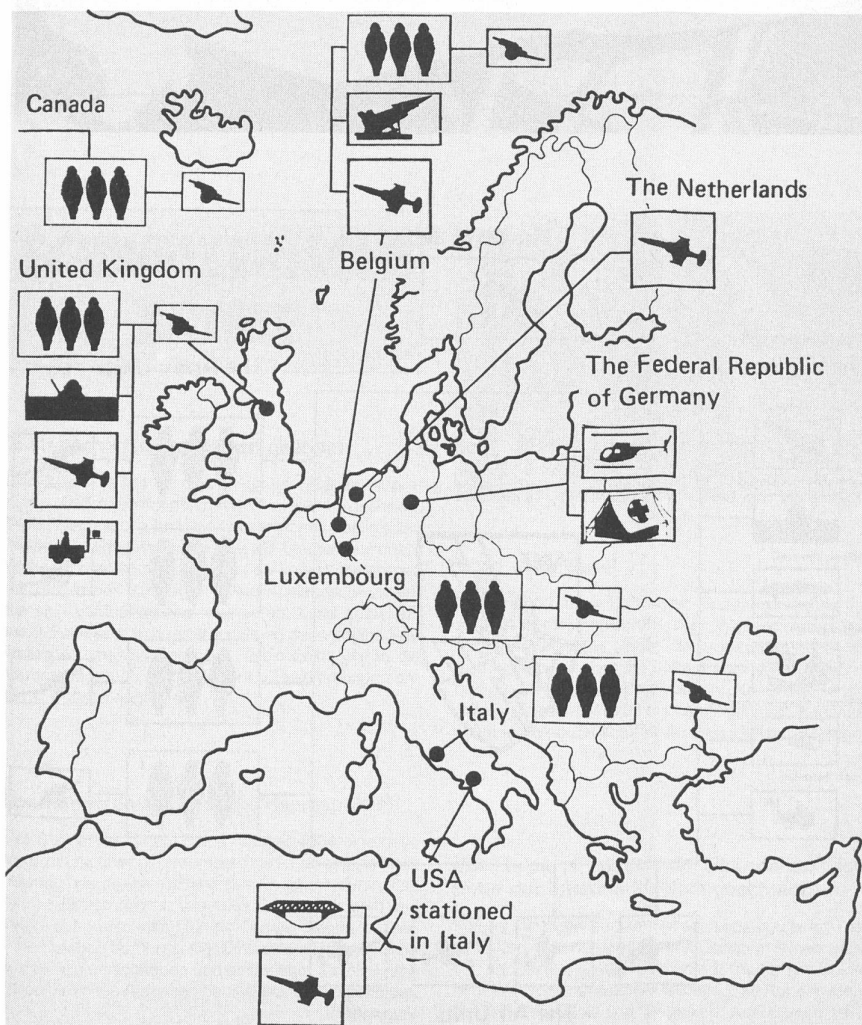 Canada
Belgium
The Netherlands
United Kingdom
The Federal Republic
of Germany
Luxembourg
Italy
USA
stationed
in Italy